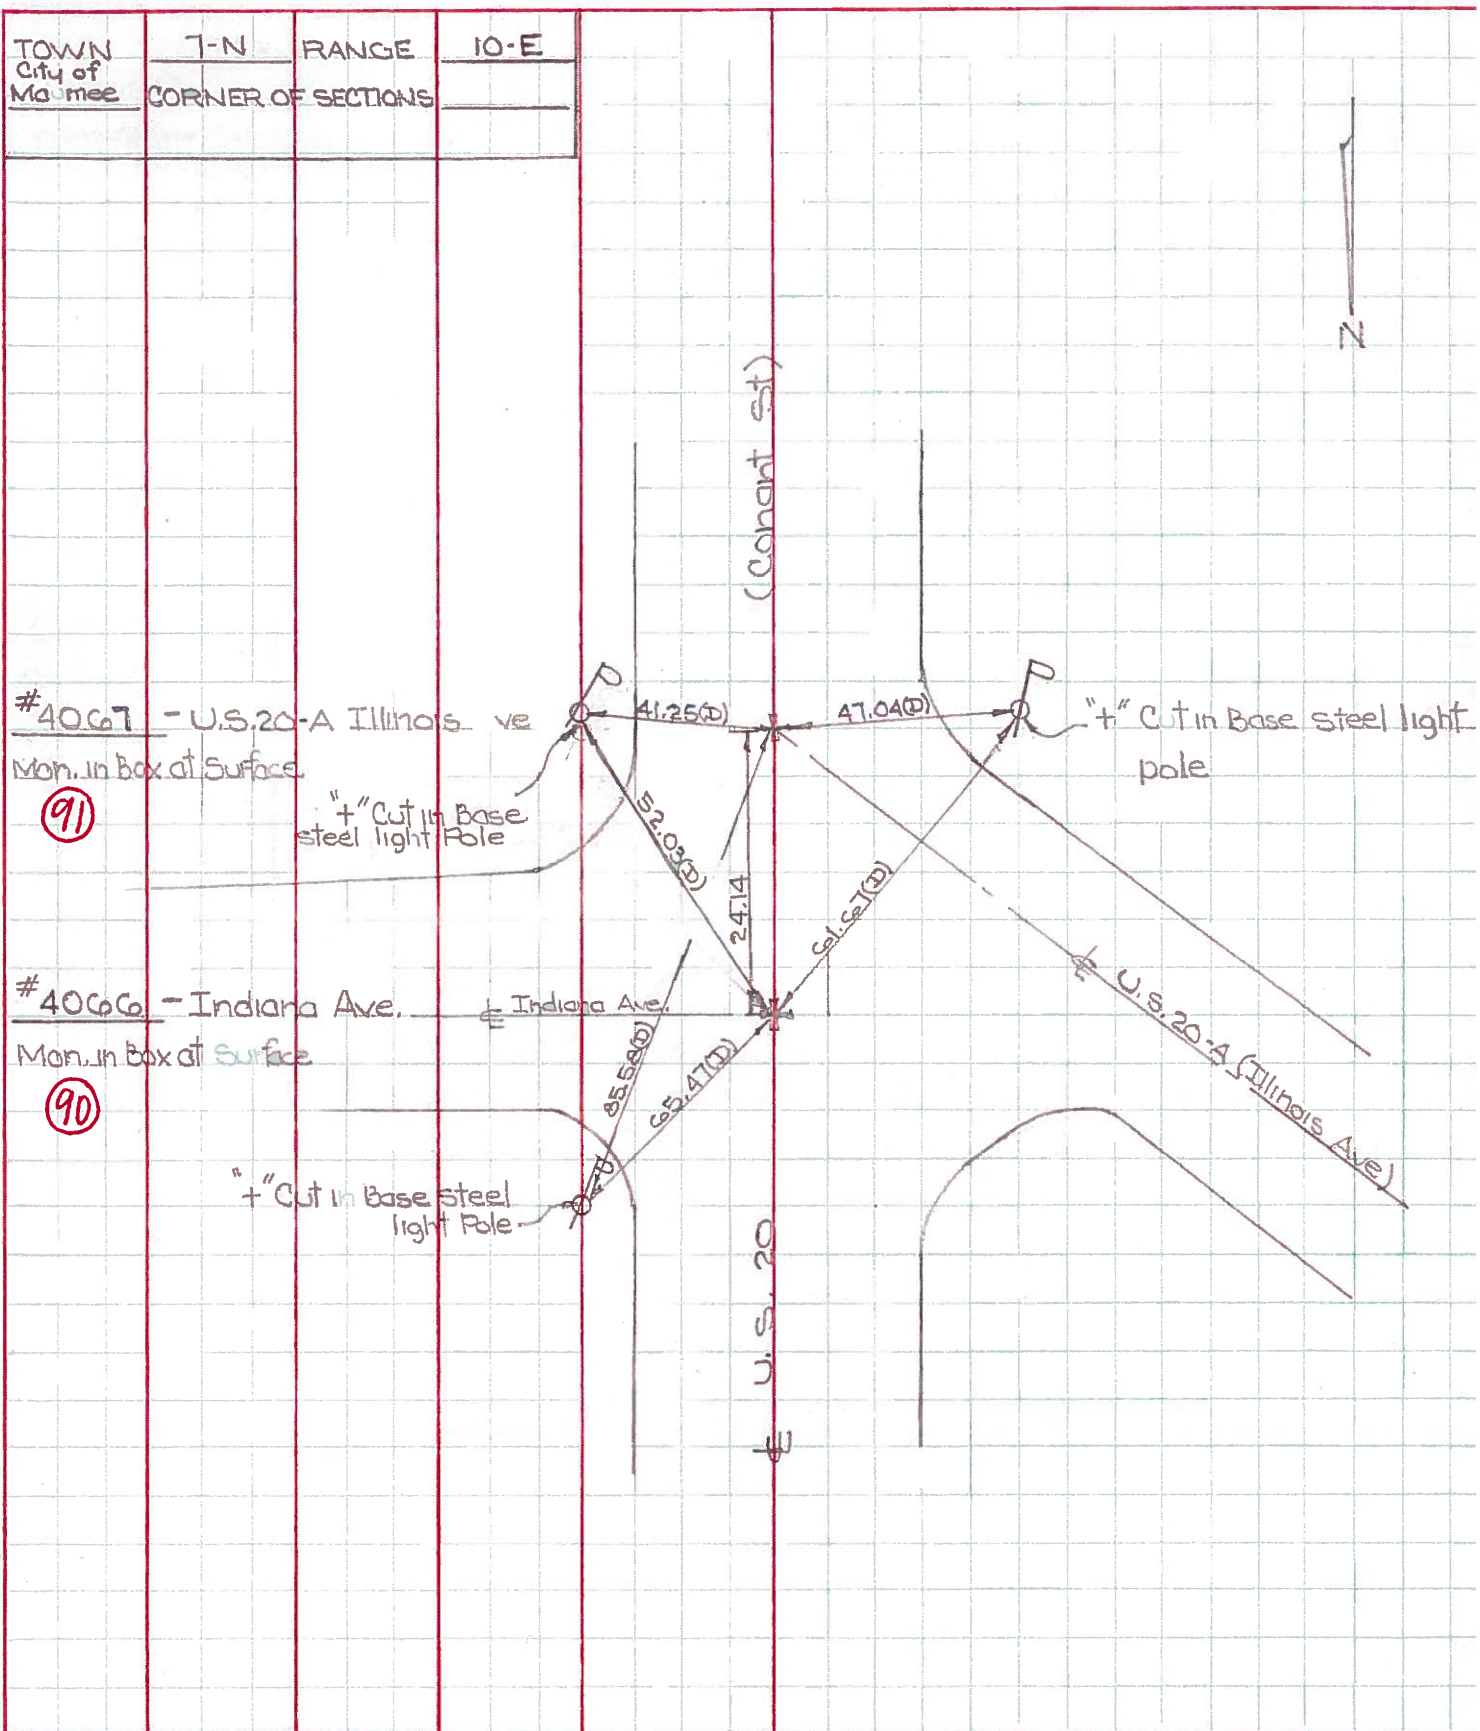 TOWN 7-N RANGE 10-E
City of
Maumee CORNER OF SECTIONS
N
(Conant St)
#4067 - U.S.20-A Illinois ve
Mon. in Box at Surface
91
"+" Cut in Base
steel light Pole
41.25(D)
47.04(D)
"+" Cut in Base steel light
pole
52.03(D)
24.14
61.67(D)
#4066 - Indiana Ave.
Mon. in Box at Surface
90
℄ Indiana Ave.
85.58(D)
65.47(D)
℄ U.S.20-A (Illinois Ave)
"+" Cut in Base steel
light Pole
℄ U.S. 20